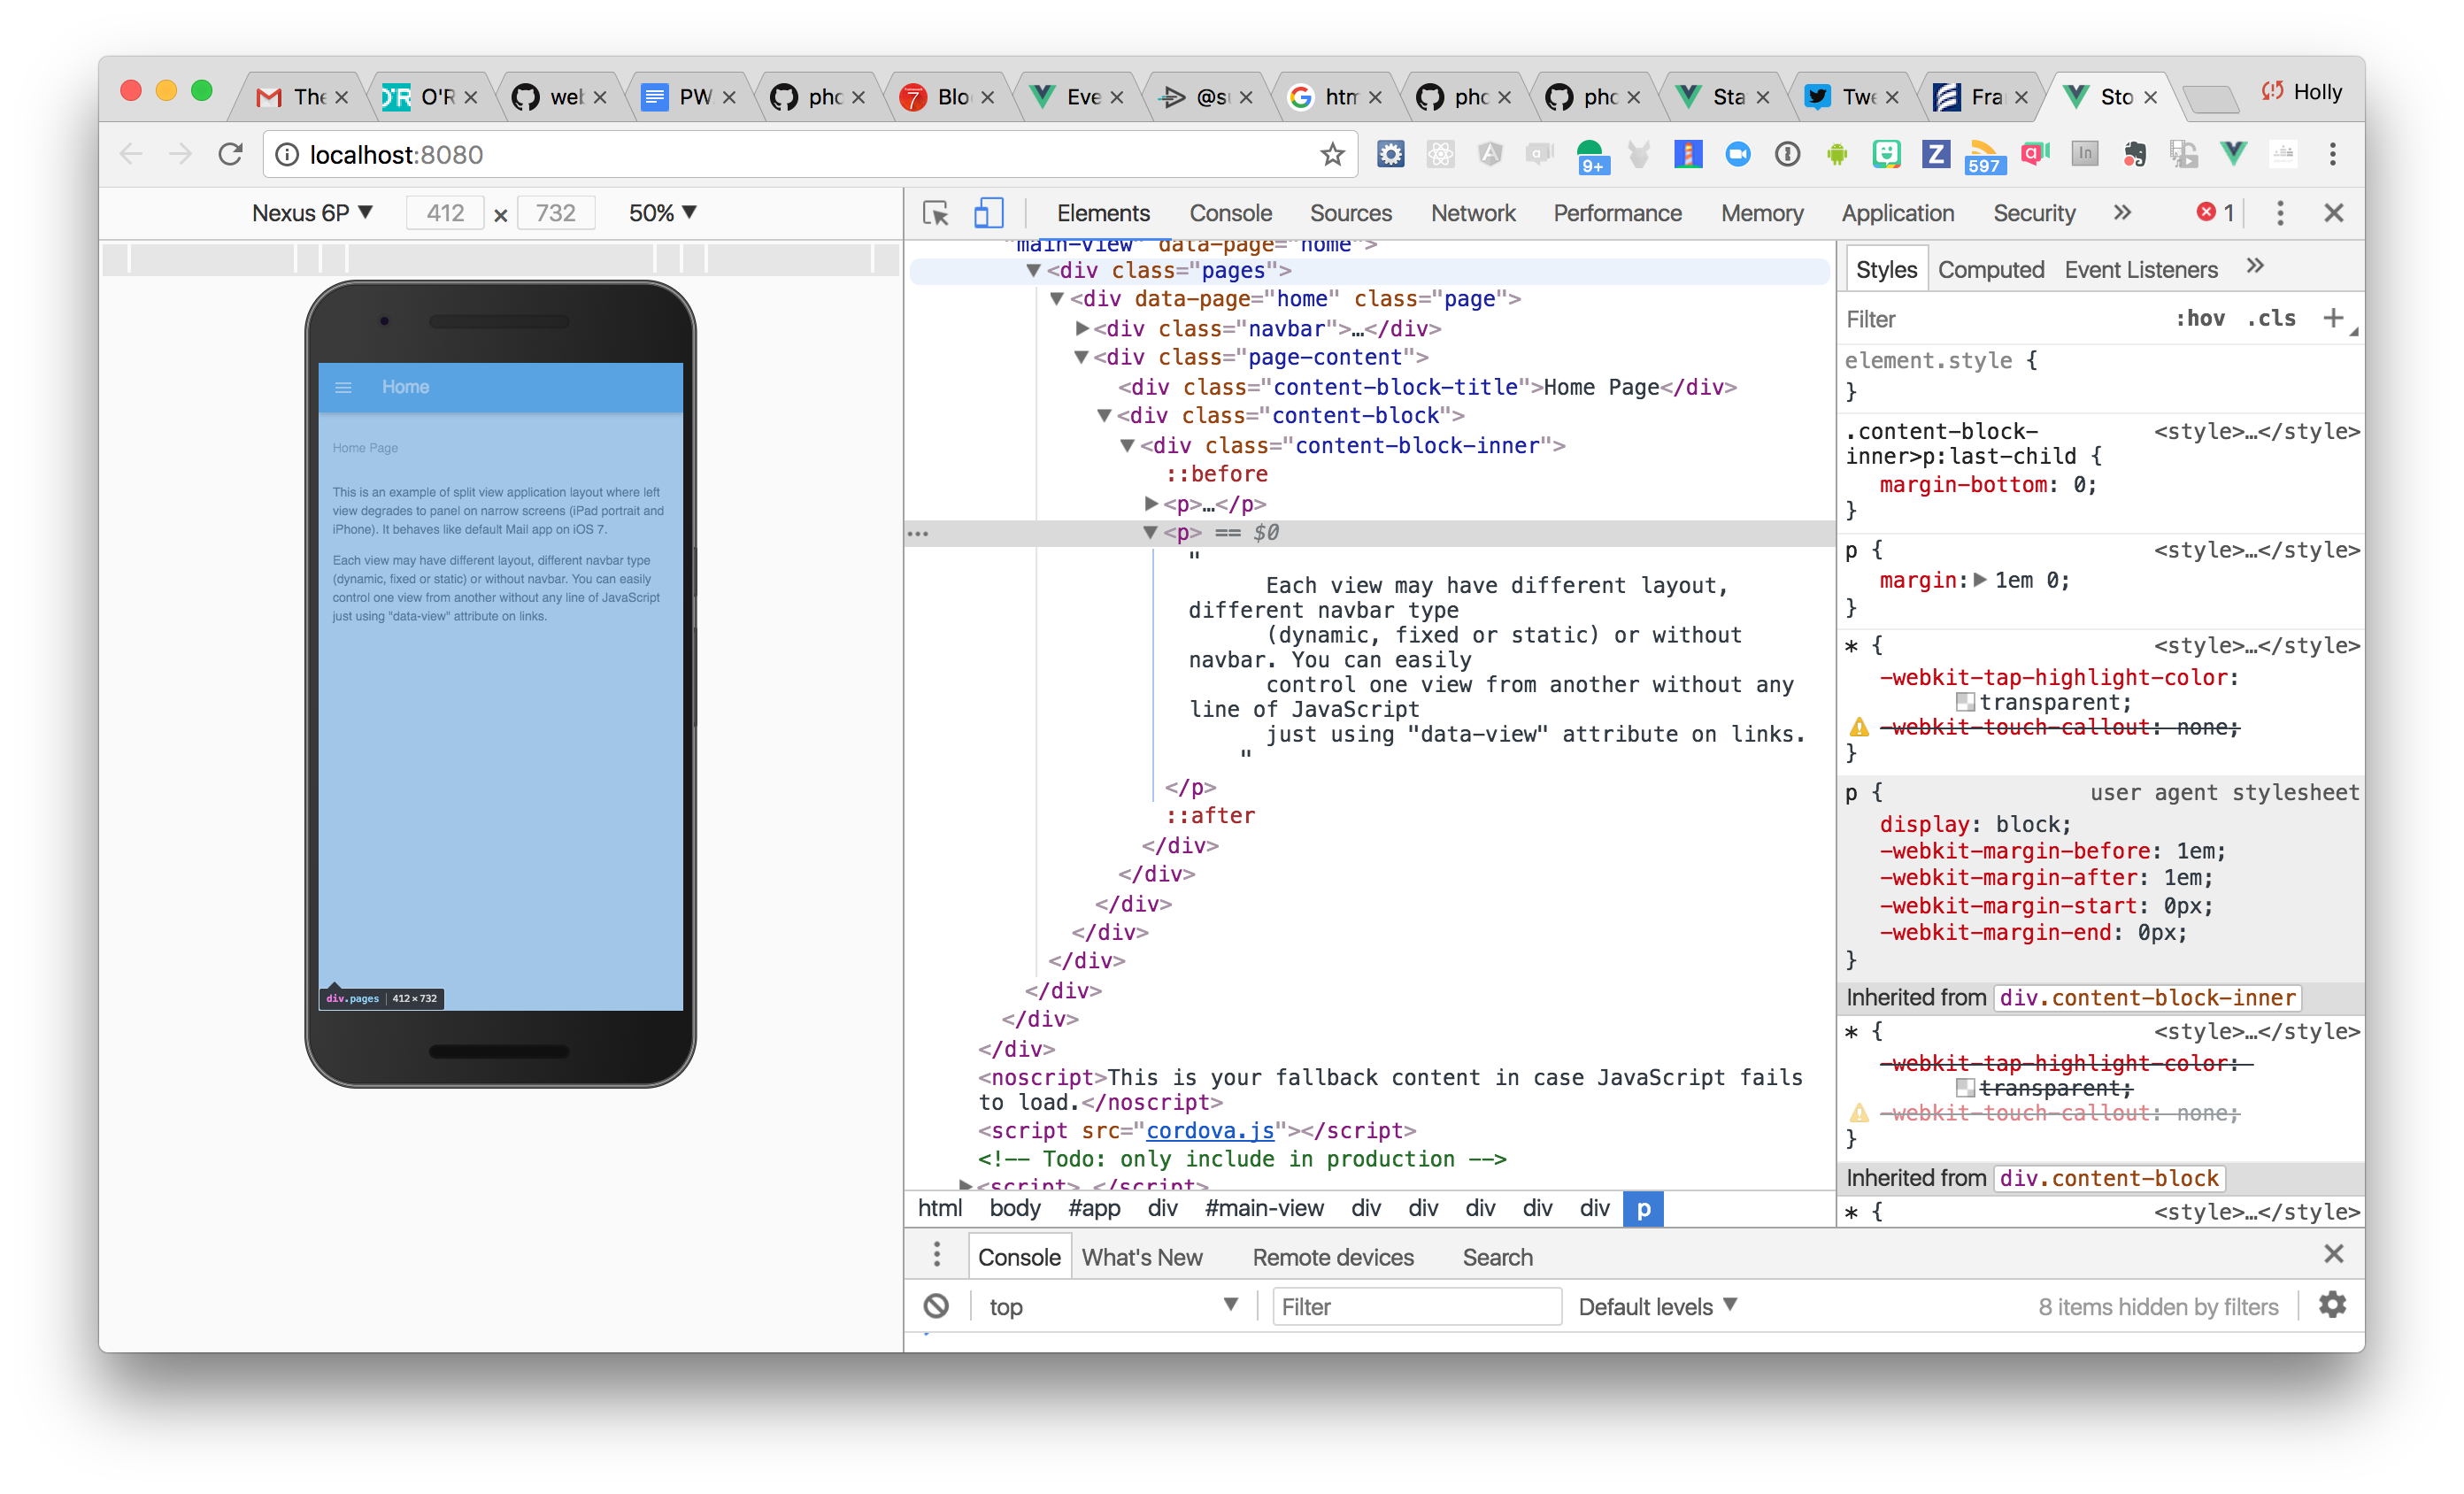 The
O'R
web
PW
pho
Blo
Eve
@s
htm
pho
pho
Sta
Twe
Fra
Sto
Holly
localhost:8080
9+
597
Nexus 6P ▼ 412 × 732 50% ▼
Elements Console Sources Network Performance Memory Application Security » 1
Home
Home Page
This is an example of split view application layout where left
view degrades to panel on narrow screens (iPad portrait and
iPhone). It behaves like default Mail app on iOS 7.
Each view may have different layout, different navbar type
(dynamic, fixed or static) or without navbar. You can easily
control one view from another without any line of JavaScript
just using "data-view" attribute on links.
div.pages | 412 × 732
"main-view" data-page="home">
▼<div class="pages">
▼<div data-page="home" class="page">
▶<div class="navbar">…</div>
▼<div class="page-content">
<div class="content-block-title">Home Page</div>
▼<div class="content-block">
▼<div class="content-block-inner">
::before
▶<p>…</p>
… ▼<p> == $0
"
Each view may have different layout,
different navbar type
(dynamic, fixed or static) or without
navbar. You can easily
control one view from another without any
line of JavaScript
just using "data-view" attribute on links.
"
</p>
::after
</div>
</div>
</div>
</div>
</div>
</div>
</div>
</div>
<noscript>This is your fallback content in case JavaScript fails
to load.</noscript>
<script src="cordova.js"></script>
<!-- Todo: only include in production -->
▶<script>…</script>
html body #app div #main-view div div div div div p
Styles Computed Event Listeners »
Filter :hov .cls +
element.style {
}
.content-block- <style>…</style>
inner>p:last-child {
margin-bottom: 0;
}
p { <style>…</style>
margin:▶ 1em 0;
}
* { <style>…</style>
-webkit-tap-highlight-color:
transparent;
-webkit-touch-callout: none;
}
p { user agent stylesheet
display: block;
-webkit-margin-before: 1em;
-webkit-margin-after: 1em;
-webkit-margin-start: 0px;
-webkit-margin-end: 0px;
}
Inherited from div.content-block-inner
* { <style>…</style>
-webkit-tap-highlight-color:
transparent;
-webkit-touch-callout: none;
}
Inherited from div.content-block
* { <style>…</style>
Console What's New Remote devices Search
top ▼ Filter Default levels ▼ 8 items hidden by filters